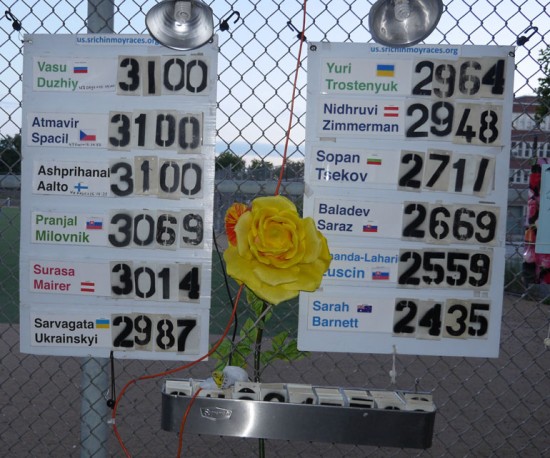 us.srichinmoyraces.org
Vasu
Duzhiy
3100
Atmavir
Spacil
3100
Ashprihanal
Aalto
3100
Pranjal
Milovnik
3069
Surasa
Mairer
3014
Sarvagata
Ukrainskyi
2987
us.srichinmoyraces.org
Yuri
Trostenyuk
2964
Nidhruvi
Zimmerman
2948
Sopan
Tsekov
2711
Baladev
Saraz
2669
anda-Lahari
uscin
2559
Sarah
Barnett
2435